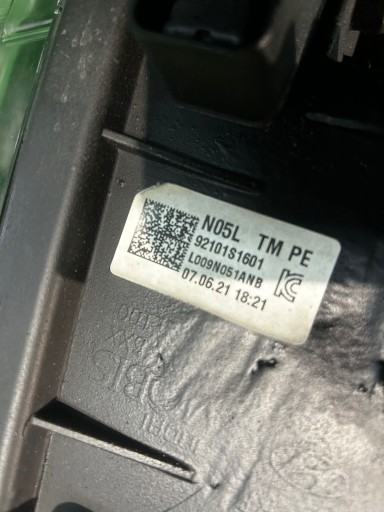 N05L TM PE
92101S1601
L009N051ANB
07.06.21 18:21